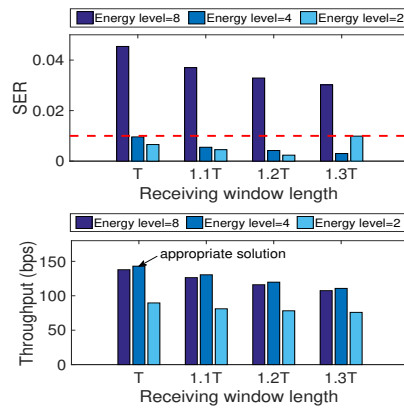 Energy level=8 Energy level=4 Energy level=2
0.04
0.02
0
SER
T 1.1T 1.2T 1.3T
Receiving window length
Energy level=8 Energy level=4 Energy level=2
150
100
50
0
Throughput (bps)
appropriate solution
T 1.1T 1.2T 1.3T
Receiving window length